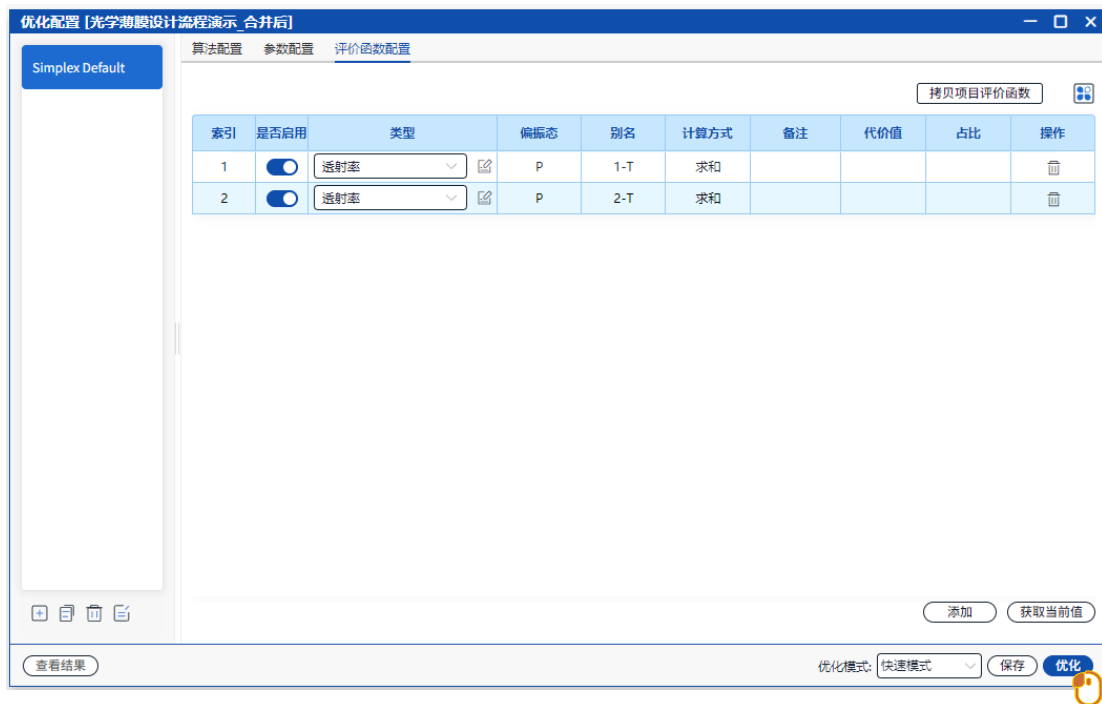 优化配置 [光学薄膜设计流程演示_合并后]
Simplex Default
算法配置 参数配置 评价函数配置
拷贝项目评价函数
索引 是否启用 类型 偏振态 别名 计算方式 备注 代价值 占比 操作
1 透射率 P 1-T 求和
2 透射率 P 2-T 求和
添加 获取当前值
查看结果 优化模式: 快速模式 保存 优化